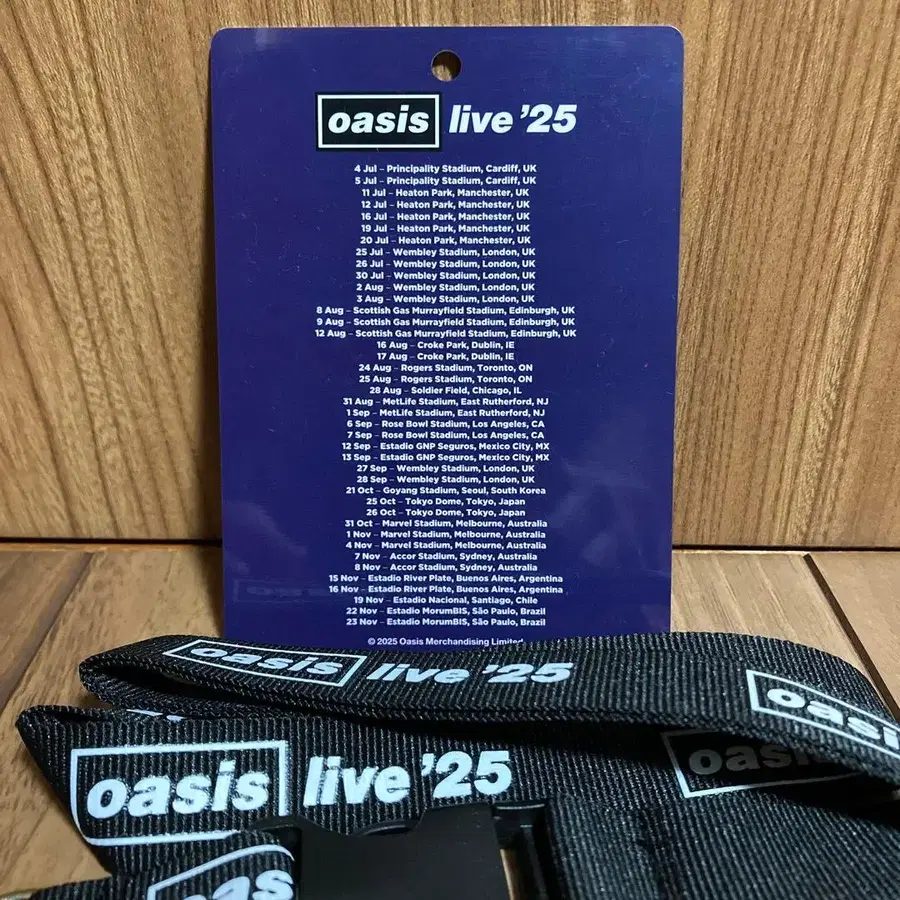 oasis live '25
4 Jul – Principality Stadium, Cardiff, UK
5 Jul – Principality Stadium, Cardiff, UK
11 Jul – Heaton Park, Manchester, UK
12 Jul – Heaton Park, Manchester, UK
16 Jul – Heaton Park, Manchester, UK
19 Jul – Heaton Park, Manchester, UK
20 Jul – Heaton Park, Manchester, UK
25 Jul – Wembley Stadium, London, UK
26 Jul – Wembley Stadium, London, UK
30 Jul – Wembley Stadium, London, UK
2 Aug – Wembley Stadium, London, UK
3 Aug – Wembley Stadium, London, UK
8 Aug – Scottish Gas Murrayfield Stadium, Edinburgh, UK
9 Aug – Scottish Gas Murrayfield Stadium, Edinburgh, UK
12 Aug – Scottish Gas Murrayfield Stadium, Edinburgh, UK
16 Aug – Croke Park, Dublin, IE
17 Aug – Croke Park, Dublin, IE
24 Aug – Rogers Stadium, Toronto, ON
25 Aug – Rogers Stadium, Toronto, ON
28 Aug – Soldier Field, Chicago, IL
31 Aug – MetLife Stadium, East Rutherford, NJ
1 Sep – MetLife Stadium, East Rutherford, NJ
6 Sep – Rose Bowl Stadium, Los Angeles, CA
7 Sep – Rose Bowl Stadium, Los Angeles, CA
12 Sep – Estadio GNP Seguros, Mexico City, MX
13 Sep – Estadio GNP Seguros, Mexico City, MX
27 Sep – Wembley Stadium, London, UK
28 Sep – Wembley Stadium, London, UK
21 Oct – Goyang Stadium, Seoul, South Korea
25 Oct – Tokyo Dome, Tokyo, Japan
26 Oct – Tokyo Dome, Tokyo, Japan
31 Oct – Marvel Stadium, Melbourne, Australia
1 Nov – Marvel Stadium, Melbourne, Australia
4 Nov – Marvel Stadium, Melbourne, Australia
7 Nov – Accor Stadium, Sydney, Australia
8 Nov – Accor Stadium, Sydney, Australia
15 Nov – Estadio River Plate, Buenos Aires, Argentina
16 Nov – Estadio River Plate, Buenos Aires, Argentina
19 Nov – Estadio Nacional, Santiago, Chile
22 Nov – Estadio MorumBIS, São Paulo, Brazil
23 Nov – Estadio MorumBIS, São Paulo, Brazil
© 2025 Oasis Merchandising Limited
oasis live '25
oasis
oasis
oasis live '25